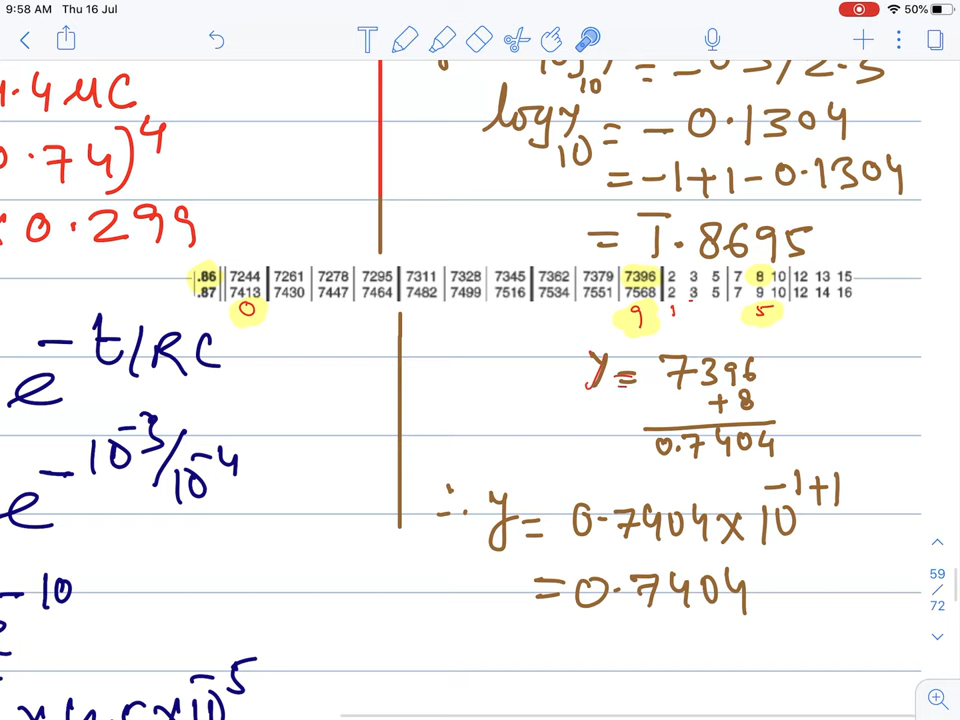 9:58 AM Thu 16 Jul
50%
.4 μC
0.74)⁴
0.299
e^-t/RC
e^-10⁻³/10⁻⁴
-10
10⁻⁵
log y₁₀ = -0.1304
= -1+1-0.1304
= 1̅.8695
.86 7244 7261 7278 7295 7311 7328 7345 7362 7379 7396 2 3 5 7 8 10 12 13 15
.87 7413 7430 7447 7464 7482 7499 7516 7534 7551 7568 2 3 5 7 9 10 12 14 16
0 9 5
y = 7396
+8
0.7404
∴ y = 0.7404 x 10⁻¹⁺¹
= 0.7404
59
/
72